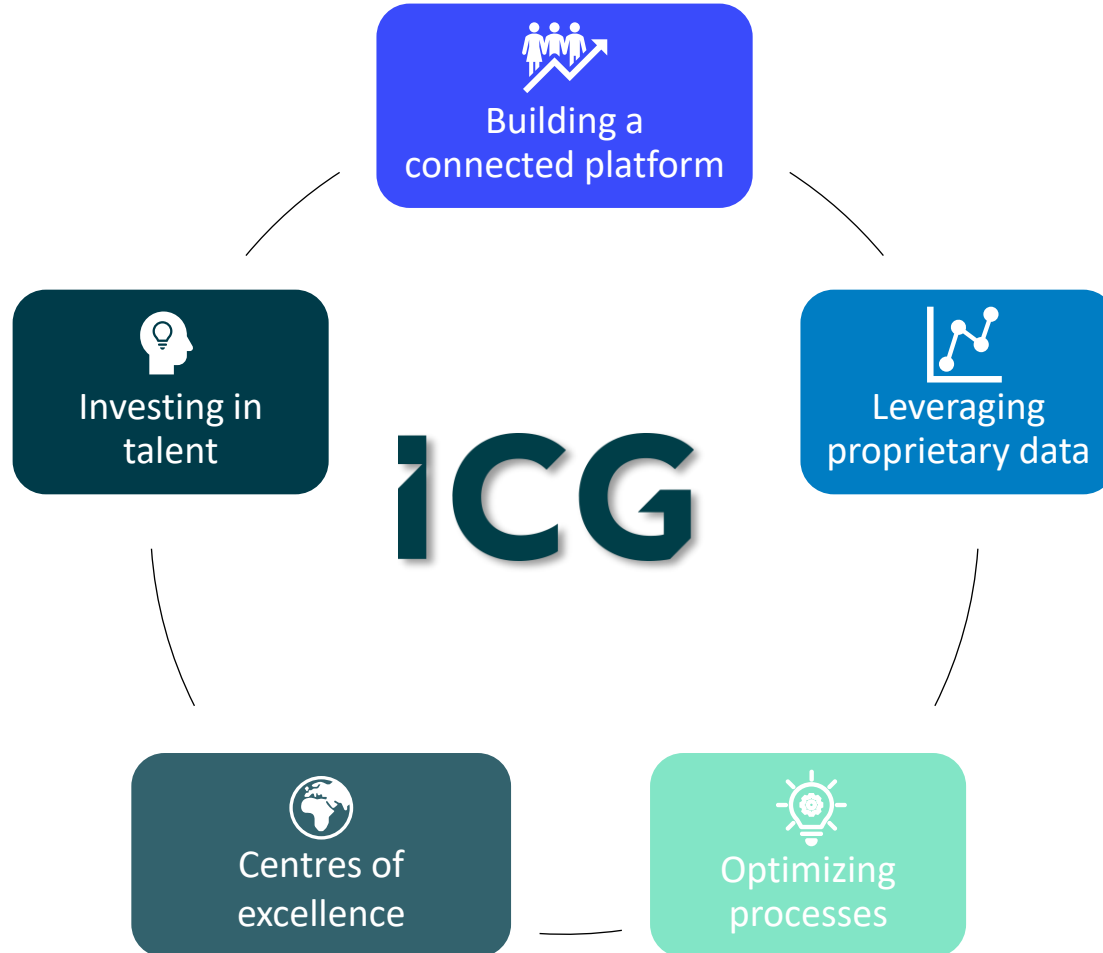 Building a
connected platform
Investing in
talent
Leveraging
proprietary data
iCG
Centres of
excellence
Optimizing
processes